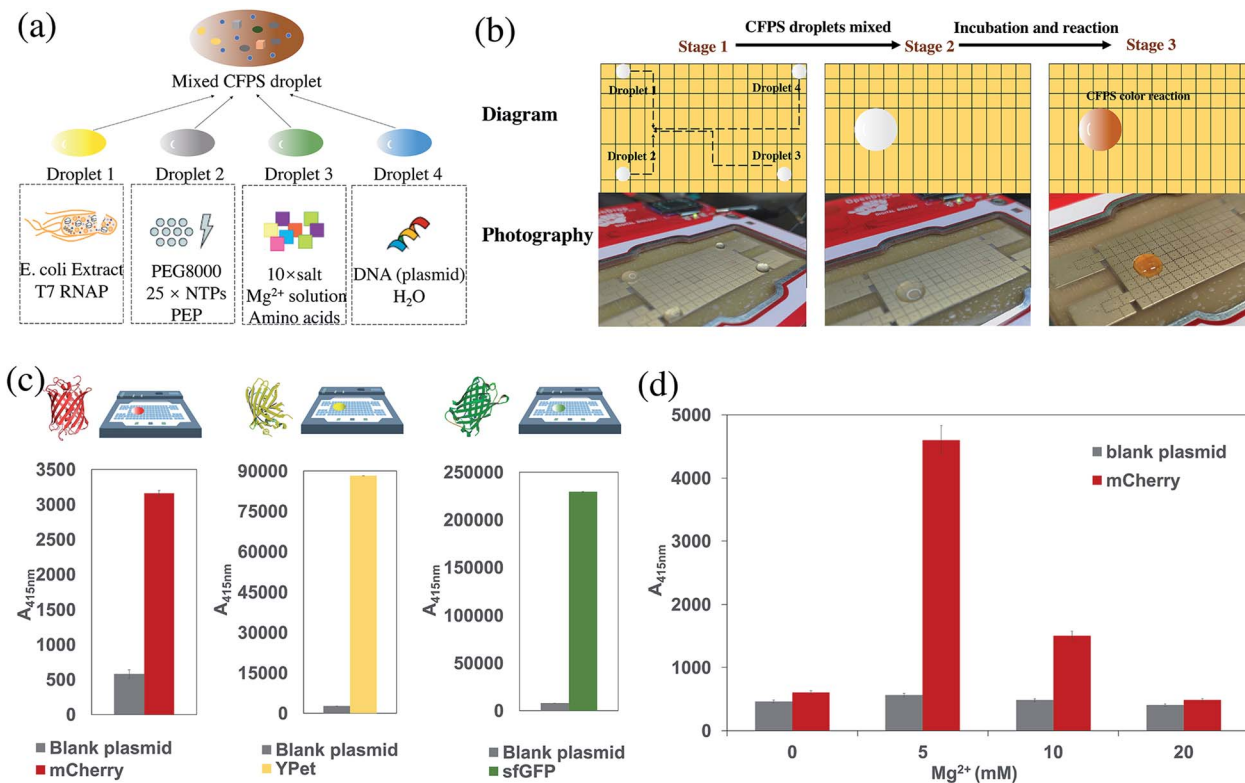 (a)
Mixed CFPS droplet
Droplet 1
Droplet 2
Droplet 3
Droplet 4
E. coli Extract
T7 RNAP
PEG8000
25 × NTPs
PEP
10×salt
Mg²⁺ solution
Amino acids
DNA (plasmid)
H₂O
(b)
CFPS droplets mixed
Incubation and reaction
Stage 1
Stage 2
Stage 3
Diagram
Droplet 1
Droplet 4
Droplet 2
Droplet 3
CFPS color reaction
Photography
(c)
3500
3000
2500
2000
1500
1000
500
0
A₄₁₅ₙₘ
Blank plasmid
mCherry
90000
75000
60000
45000
30000
15000
0
A₄₁₅ₙₘ
Blank plasmid
YPet
250000
200000
150000
100000
50000
0
A₄₁₅ₙₘ
Blank plasmid
sfGFP
(d)
5000
4000
3000
2000
1000
0
A₄₁₅ₙₘ
blank plasmid
mCherry
0
5
10
20
Mg²⁺ (mM)